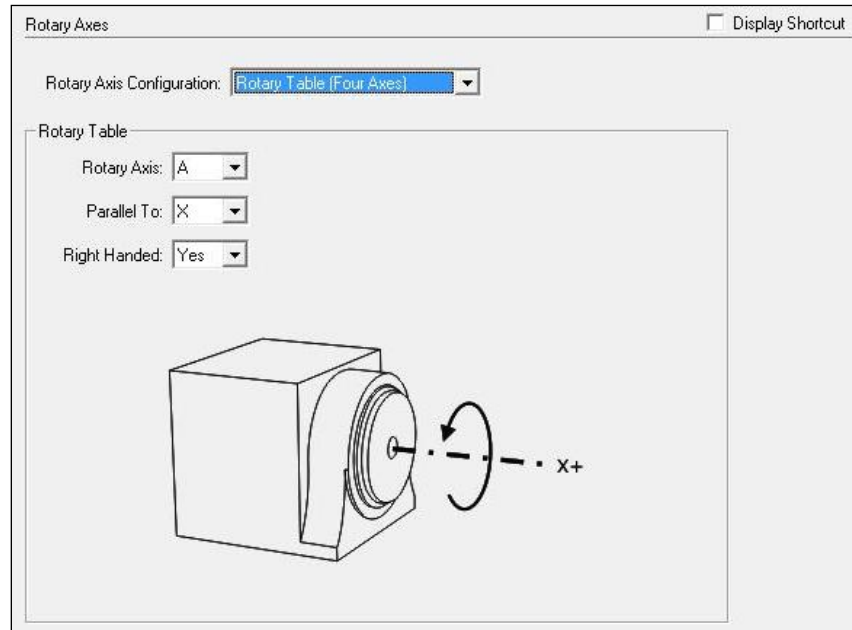 Rotary Axes Display Shortcut
Rotary Axis Configuration: Rotary Table (Four Axes)
Rotary Table
Rotary Axis: A
Parallel To: X
Right Handed: Yes
X+